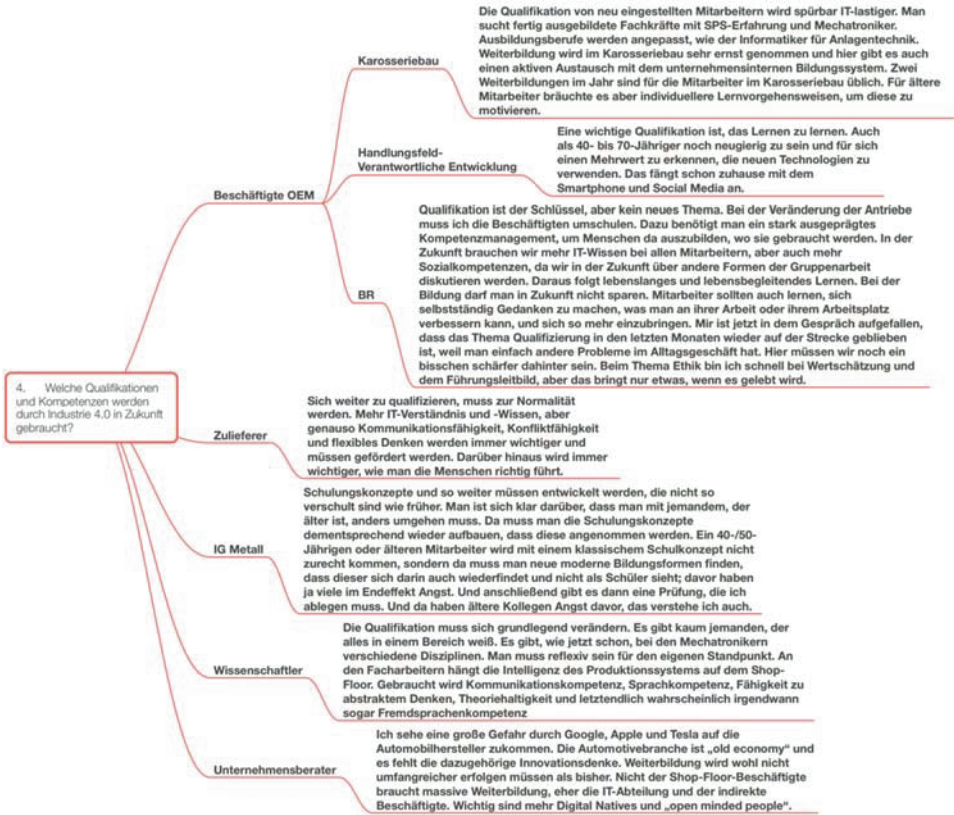 Die Qualifikation von neu eingestellten Mitarbeitern wird spürbar IT-lastiger. Man
sucht fertig ausgebildete Fachkräfte mit SPS-Erfahrung und Mechatroniker.
Ausbildungsberufe werden angepasst, wie der Informatiker für Anlagentechnik.
Weiterbildung wird im Karosseriebau sehr ernst genommen und hier gibt es auch
einen aktiven Austausch mit dem unternehmensinternen Bildungssystem. Zwei
Weiterbildungen im Jahr sind für die Mitarbeiter im Karosseriebau üblich. Für ältere
Mitarbeiter bräuchte es aber individuellere Lernvorgehensweisen, um diese zu
motivieren.
Karosseriebau
Eine wichtige Qualifikation ist, das Lernen zu lernen. Auch
als 40- bis 70-Jähriger noch neugierig zu sein und für sich
einen Mehrwert zu erkennen, die neuen Technologien zu
verwenden. Das fängt schon zuhause mit dem
Smartphone und Social Media an.
Handlungsfeld-
Verantwortliche Entwicklung
Beschäftigte OEM
Qualifikation ist der Schlüssel, aber kein neues Thema. Bei der Veränderung der Antriebe
muss ich die Beschäftigten umschulen. Dazu benötigt man ein stark ausgeprägtes
Kompetenzmanagement, um Menschen da auszubilden, wo sie gebraucht werden. In der
Zukunft brauchen wir mehr IT-Wissen bei allen Mitarbeitern, aber auch mehr
Sozialkompetenzen, da wir in der Zukunft über andere Formen der Gruppenarbeit
diskutieren werden. Daraus folgt lebenslanges und lebensbegleitendes Lernen. Bei der
Bildung darf man in Zukunft nicht sparen. Mitarbeiter sollten auch lernen, sich
selbstständig Gedanken zu machen, was man an ihrer Arbeit oder ihrem Arbeitsplatz
verbessern kann, und sich so mehr einzubringen. Mir ist jetzt in dem Gespräch aufgefallen,
dass das Thema Qualifizierung in den letzten Monaten wieder auf der Strecke geblieben
ist, weil man einfach andere Probleme im Alltagsgeschäft hat. Hier müssen wir noch ein
bisschen schärfer dahinter sein. Beim Thema Ethik bin ich schnell bei Wertschätzung und
dem Führungsleitbild, aber das bringt nur etwas, wenn es gelebt wird.
BR
4. Welche Qualifikationen
und Kompetenzen werden
durch Industrie 4.0 in Zukunft
gebraucht?
Sich weiter zu qualifizieren, muss zur Normalität
werden. Mehr IT-Verständnis und -Wissen, aber
genauso Kommunikationsfähigkeit, Konfliktfähigkeit
und flexibles Denken werden immer wichtiger und
müssen gefördert werden. Darüber hinaus wird immer
wichtiger, wie man die Menschen richtig führt.
Zulieferer
Schulungskonzepte und so weiter müssen entwickelt werden, die nicht so
verschult sind wie früher. Man ist sich klar darüber, dass man mit jemandem, der
älter ist, anders umgehen muss. Da muss man die Schulungskonzepte
dementsprechend wieder aufbauen, dass diese angenommen werden. Ein 40-/50-
Jährigen oder älteren Mitarbeiter wird mit einem klassischem Schulkonzept nicht
zurecht kommen, sondern da muss man neue moderne Bildungsformen finden,
dass dieser sich darin auch wiederfindet und nicht als Schüler sieht; davor haben
ja viele im Endeffekt Angst. Und anschließend gibt es dann eine Prüfung, die ich
ablegen muss. Und da haben ältere Kollegen Angst davor, das verstehe ich auch.
IG Metall
Die Qualifikation muss sich grundlegend verändern. Es gibt kaum jemanden, der
alles in einem Bereich weiß. Es gibt, wie jetzt schon, bei den Mechatronikern
verschiedene Disziplinen. Man muss reflexiv sein für den eigenen Standpunkt. An
den Facharbeitern hängt die Intelligenz des Produktionssystems auf dem Shop-
Floor. Gebraucht wird Kommunikationskompetenz, Sprachkompetenz, Fähigkeit zu
abstraktem Denken, Theoriehaltigkeit und letztendlich wahrscheinlich irgendwann
sogar Fremdsprachenkompetenz
Wissenschaftler
Ich sehe eine große Gefahr durch Google, Apple und Tesla auf die
Automobilhersteller zukommen. Die Automotivebranche ist „old economy“ und
es fehlt die dazugehörige Innovationsdenke. Weiterbildung wird wohl nicht
umfangreicher erfolgen müssen als bisher. Nicht der Shop-Floor-Beschäftigte
braucht massive Weiterbildung, eher die IT-Abteilung und der indirekte
Beschäftigte. Wichtig sind mehr Digital Natives und „open minded people“.
Unternehmensberater